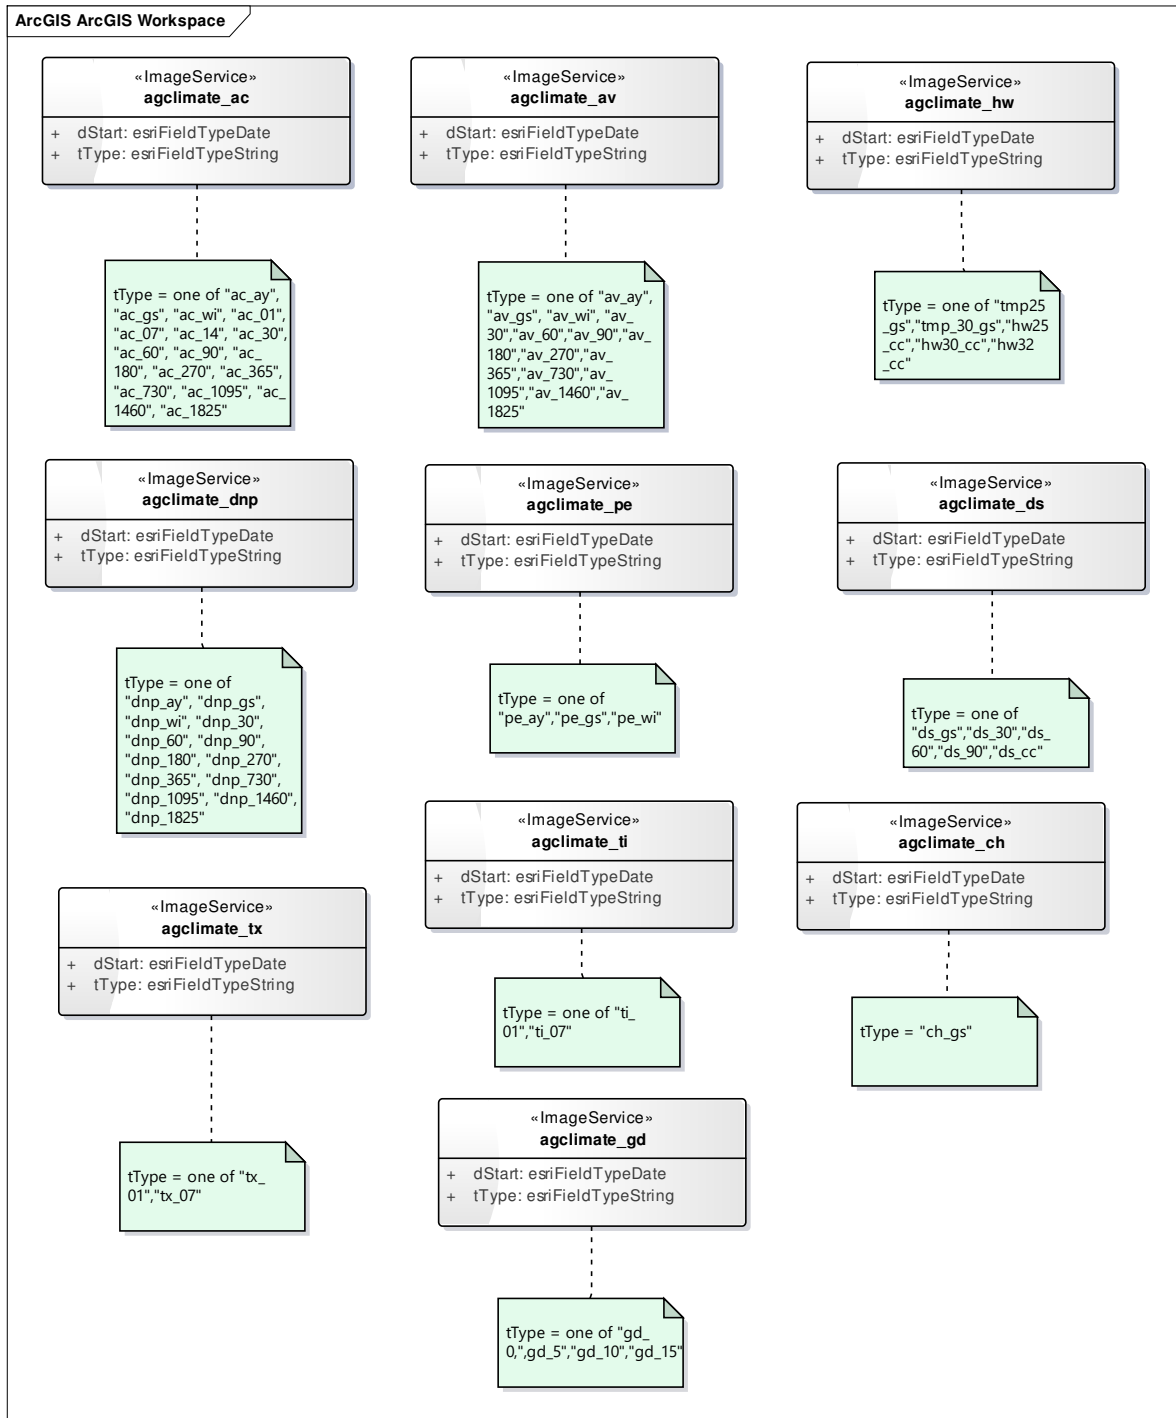 ArcGIS ArcGIS Workspace
«ImageService»
agclimate_ac
+ dStart: esriFieldTypeDate
+ tType: esriFieldTypeString
tType = one of "ac_ay",
"ac_gs", "ac_wi", "ac_01",
"ac_07", "ac_14", "ac_30",
"ac_60", "ac_90", "ac_
180", "ac_270", "ac_365",
"ac_730", "ac_1095", "ac_
1460", "ac_1825"
«ImageService»
agclimate_av
+ dStart: esriFieldTypeDate
+ tType: esriFieldTypeString
tType = one of "av_ay",
"av_gs", "av_wi", "av_
30","av_60","av_90","av_
180","av_270","av_
365","av_730","av_
1095","av_1460","av_
1825"
«ImageService»
agclimate_hw
+ dStart: esriFieldTypeDate
+ tType: esriFieldTypeString
tType = one of "tmp25
_gs","tmp_30_gs","hw25
_cc","hw30_cc","hw32
_cc"
«ImageService»
agclimate_dnp
+ dStart: esriFieldTypeDate
+ tType: esriFieldTypeString
tType = one of
"dnp_ay", "dnp_gs",
"dnp_wi", "dnp_30",
"dnp_60", "dnp_90",
"dnp_180", "dnp_270",
"dnp_365", "dnp_730",
"dnp_1095", "dnp_1460",
"dnp_1825"
«ImageService»
agclimate_pe
+ dStart: esriFieldTypeDate
+ tType: esriFieldTypeString
tType = one of
"pe_ay","pe_gs","pe_wi"
«ImageService»
agclimate_ds
+ dStart: esriFieldTypeDate
+ tType: esriFieldTypeString
tType = one of
"ds_gs","ds_30","ds_
60","ds_90","ds_cc"
«ImageService»
agclimate_ti
+ dStart: esriFieldTypeDate
+ tType: esriFieldTypeString
tType = one of "ti_
01","ti_07"
«ImageService»
agclimate_ch
+ dStart: esriFieldTypeDate
+ tType: esriFieldTypeString
tType = "ch_gs"
«ImageService»
agclimate_tx
+ dStart: esriFieldTypeDate
+ tType: esriFieldTypeString
tType = one of "tx_
01","tx_07"
«ImageService»
agclimate_gd
+ dStart: esriFieldTypeDate
+ tType: esriFieldTypeString
tType = one of "gd_
0,",gd_5","gd_10","gd_15"